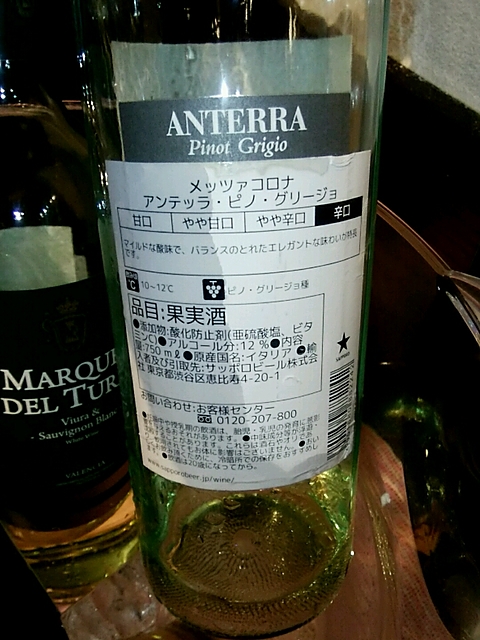 ANTERRA
Pinot Grigio
メッツァコロナ
アンテッラ・ピノ・グリージョ
甘口 やや甘口 やや辛口 辛口
マイルドな酸味で、バランスのとれたエレガントな味わいが特長
です。
℃ 10~12℃ ピノ・グリージョ種
品目:果実酒
●添加物:酸化防止剤(亜硫酸塩、ビタ
ミンC)●アルコール分:12%●内容
量:750mℓ●原産国名:イタリア●輸
入者及び引取先:サッポロビール株式会
社 東京都渋谷区恵比寿4-20-1
お問い合わせ:お客様センター
0120-207-800
www.sapporobeer.jp/wine/
MARQUE
DEL TUR
Viura &
Sauvignon Blanc
VALENCIA